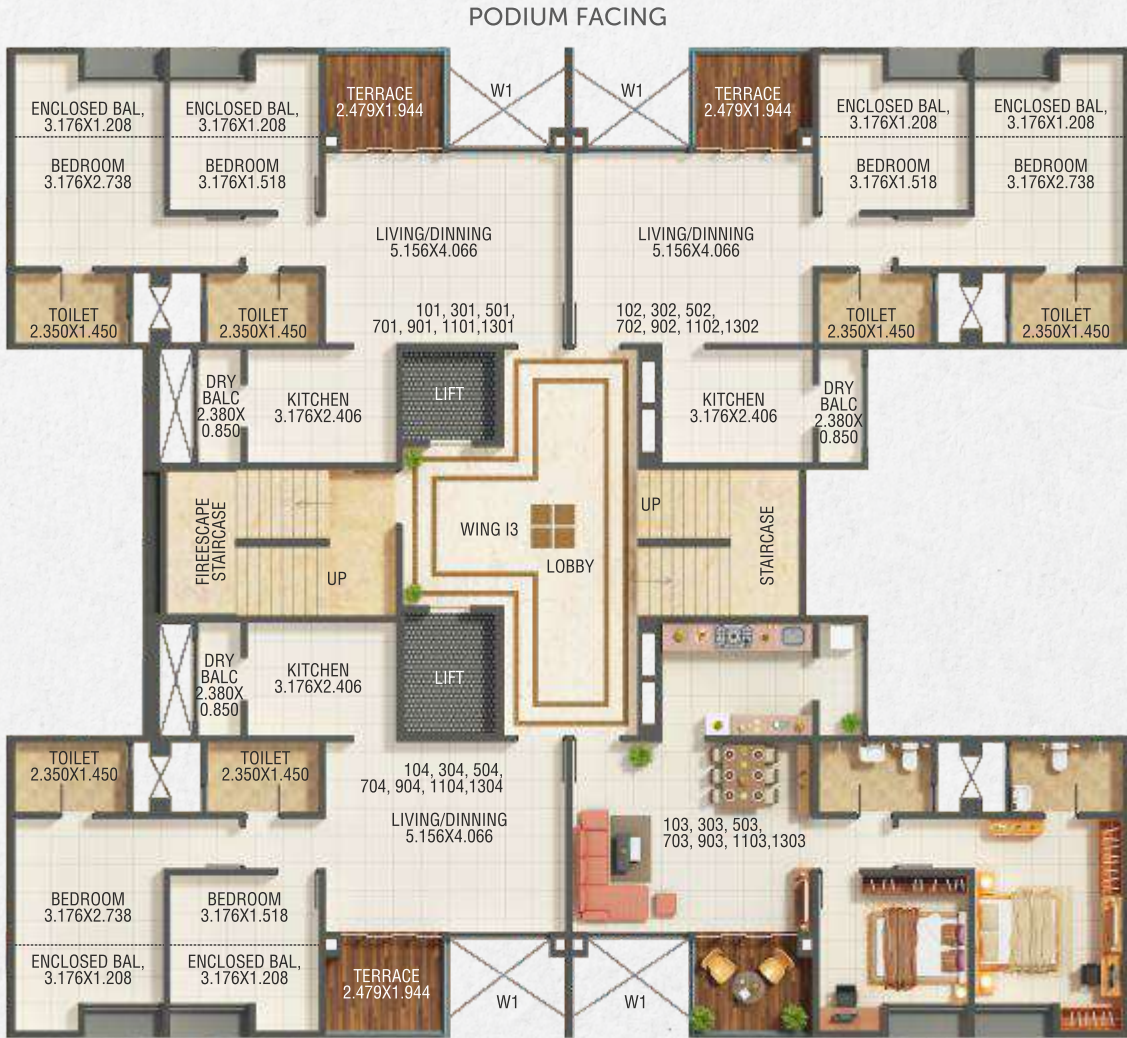 PODIUM FACING
ENCLOSED BAL,
3.176X1.208
BEDROOM
3.176X2.738
ENCLOSED BAL,
3.176X1.208
BEDROOM
3.176X1.518
TERRACE
2.479X1.944
W1
W1
TERRACE
2.479X1.944
ENCLOSED BAL,
3.176X1.208
BEDROOM
3.176X1.518
ENCLOSED BAL,
3.176X1.208
BEDROOM
3.176X2.738
LIVING/DINNING
5.156X4.066
LIVING/DINNING
5.156X4.066
TOILET
2.350X1.450
TOILET
2.350X1.450
101, 301, 501,
701, 901, 1101,1301
102, 302, 502,
702, 902, 1102,1302
TOILET
2.350X1.450
TOILET
2.350X1.450
DRY
BALC
2.380X
0.850
KITCHEN
3.176X2.406
LIFT
KITCHEN
3.176X2.406
DRY
BALC
2.380X
0.850
FIREESCAPE
STAIRCASE
UP
WING I3
LOBBY
UP
STAIRCASE
DRY
BALC
2.380X
0.850
KITCHEN
3.176X2.406
LIFT
TOILET
2.350X1.450
TOILET
2.350X1.450
104, 304, 504,
704, 904, 1104,1304
LIVING/DINNING
5.156X4.066
103, 303, 503,
703, 903, 1103,1303
BEDROOM
3.176X2.738
ENCLOSED BAL,
3.176X1.208
BEDROOM
3.176X1.518
ENCLOSED BAL,
3.176X1.208
TERRACE
2.479X1.944
W1
W1